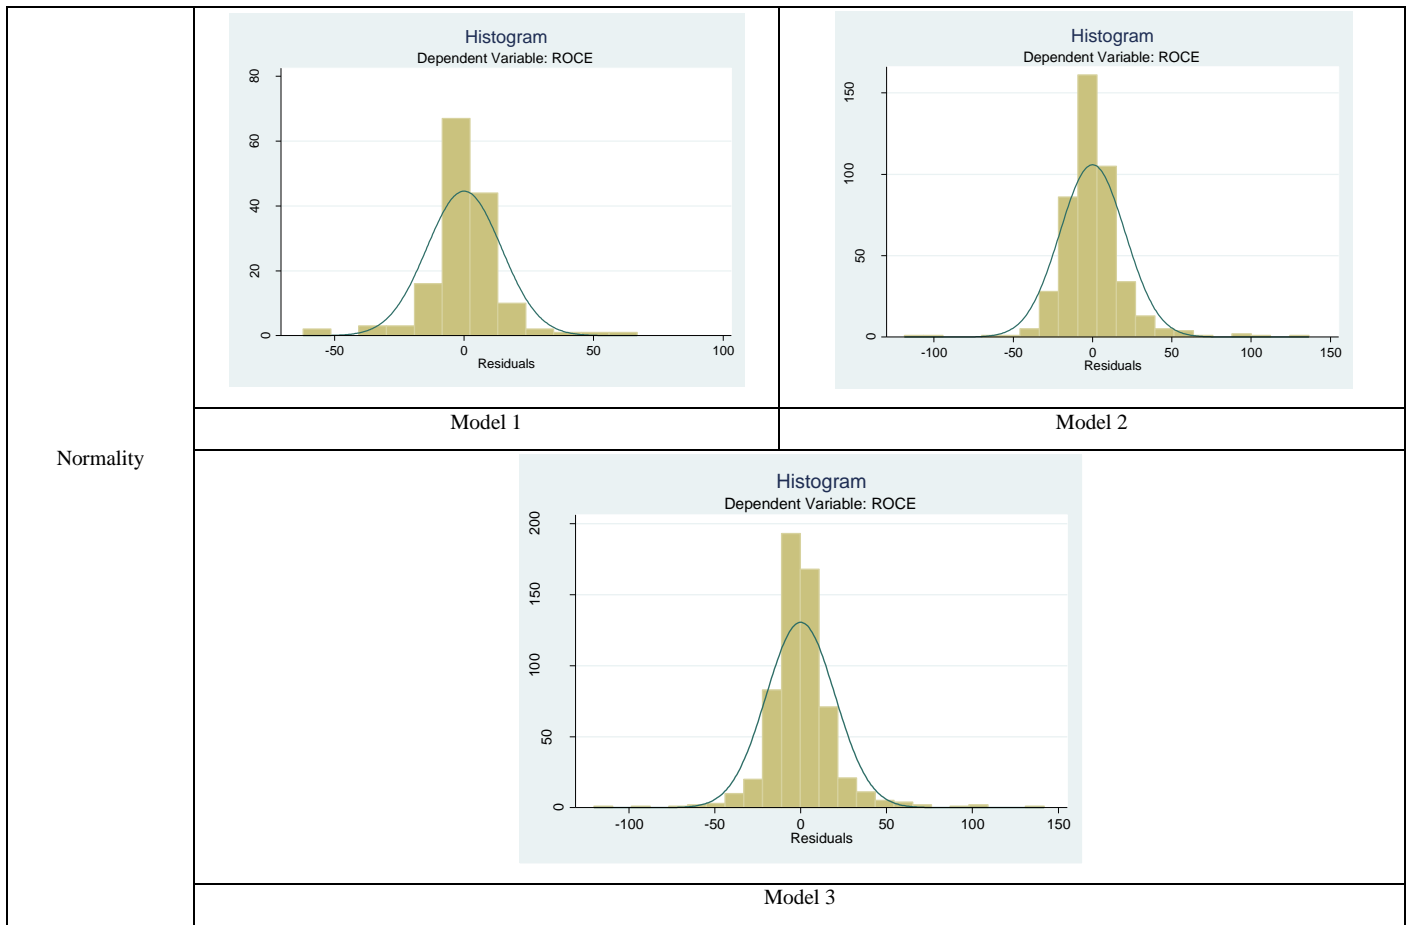 Normality
Histogram
Dependent Variable: ROCE
80
60
40
20
0
-50 0 50 100
Residuals
Model 1
Histogram
Dependent Variable: ROCE
150
100
50
0
-100 -50 0 50 100 150
Residuals
Model 2
Histogram
Dependent Variable: ROCE
200
150
100
50
0
-100 -50 0 50 100 150
Residuals
Model 3